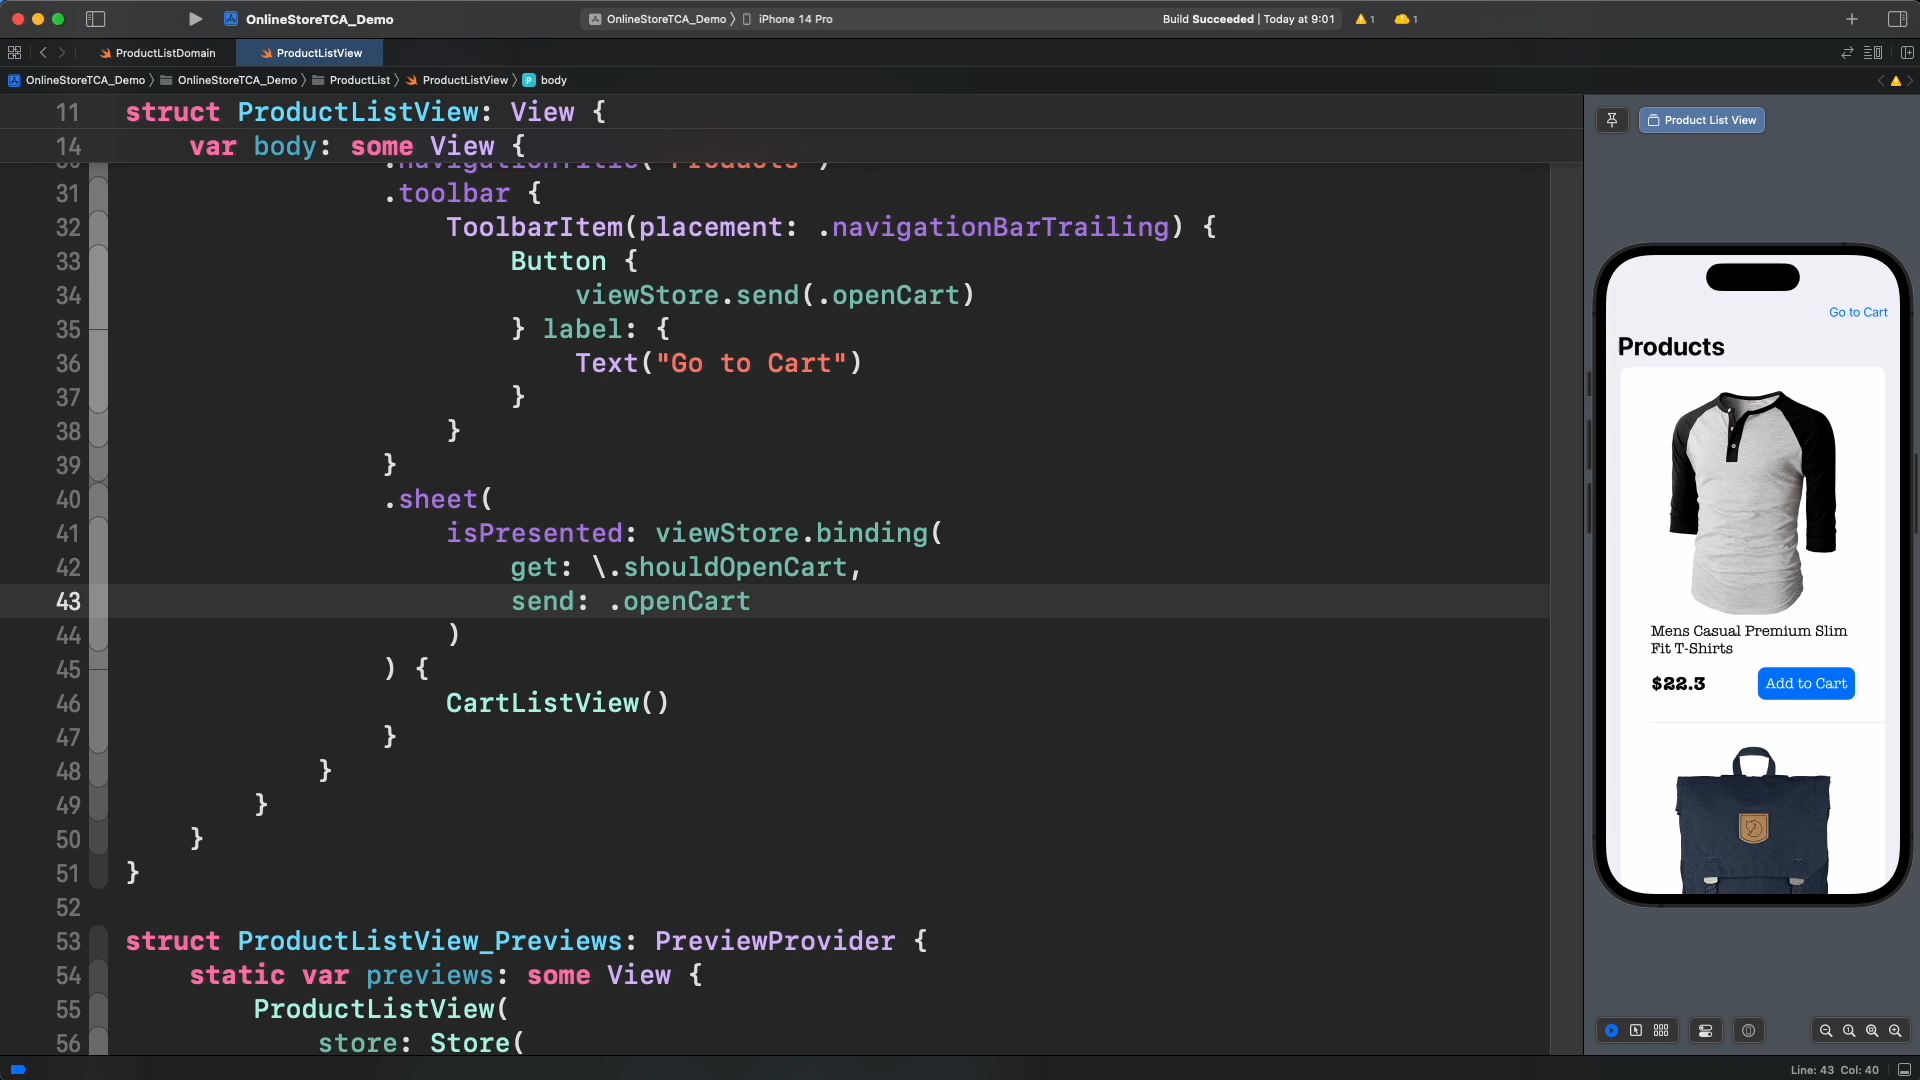 OnlineStoreTCA_Demo
OnlineStoreTCA_Demo 〉 iPhone 14 Pro
Build Succeeded | Today at 9:01
1
1
ProductListDomain
ProductListView
OnlineStoreTCA_Demo 〉 OnlineStoreTCA_Demo 〉 ProductList 〉 ProductListView 〉 P body
11 struct ProductListView: View {
14 var body: some View {
.navigationTitle("Products")
31 .toolbar {
32 ToolbarItem(placement: .navigationBarTrailing) {
33 Button {
34 viewStore.send(.openCart)
35 } label: {
36 Text("Go to Cart")
37 }
38 }
39 }
40 .sheet(
41 isPresented: viewStore.binding(
42 get: \.shouldOpenCart,
43 send: .openCart
44 )
45 ) {
46 CartListView()
47 }
48 }
49 }
50 }
51 }
52
53 struct ProductListView_Previews: PreviewProvider {
54 static var previews: some View {
55 ProductListView(
56 store: Store(
Product List View
Go to Cart
Products
Mens Casual Premium Slim
Fit T-Shirts
$22.3
Add to Cart
Line: 43 Col: 40